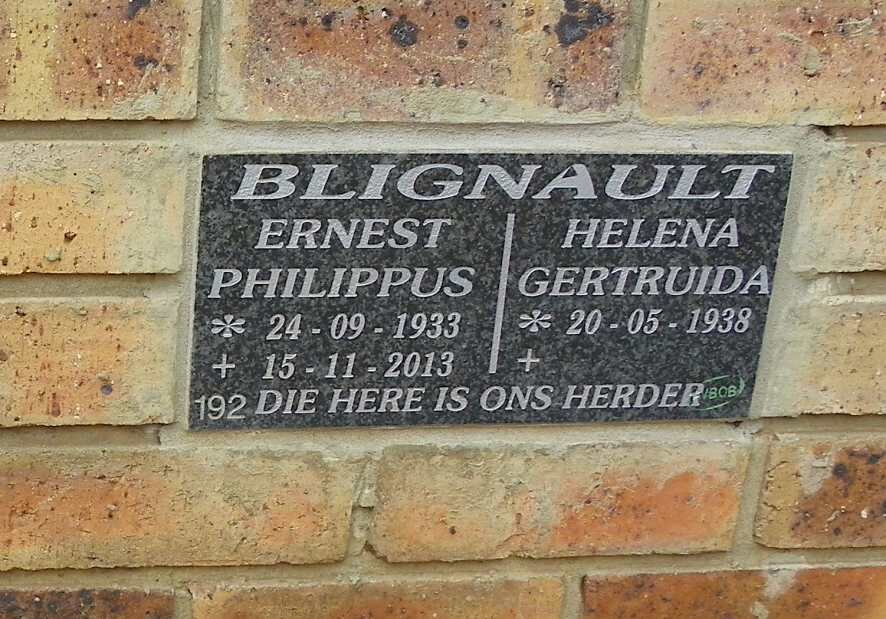 BLIGNAULT
ERNEST
PHILIPPUS
* 24 - 09 - 1933
+ 15 - 11 - 2013
HELENA
GERTRUIDA
* 20 - 05 - 1938
+
192 DIE HERE IS ONS HERDER